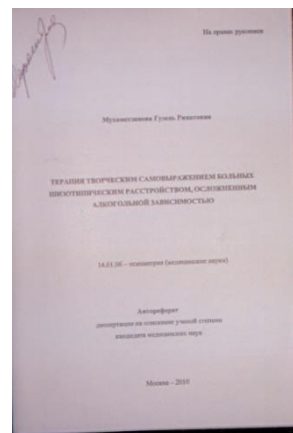 На правах рукописи
Мухаметзянова Гузель Ринатовна
ТЕРАПИЯ ТВОРЧЕСКИМ САМОВЫРАЖЕНИЕМ БОЛЬНЫХ
ШИЗОТИПИЧЕСКИМ РАССТРОЙСТВОМ, ОСЛОЖНЕННЫМ
АЛКОГОЛЬНОЙ ЗАВИСИМОСТЬЮ
14.01.06 – психиатрия (медицинские науки)
Автореферат
диссертации на соискание ученой степени
кандидата медицинских наук
Москва – 2010